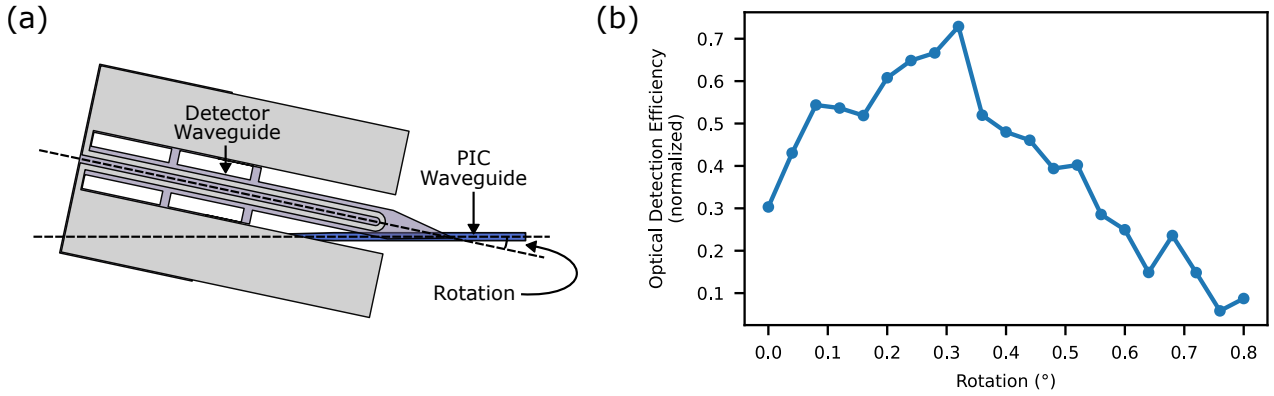 (a)
Detector
Waveguide
PIC
Waveguide
Rotation
(b)
Optical Detection Efficiency
(normalized)
0.7
0.6
0.5
0.4
0.3
0.2
0.1
0.0 0.1 0.2 0.3 0.4 0.5 0.6 0.7 0.8
Rotation (°)